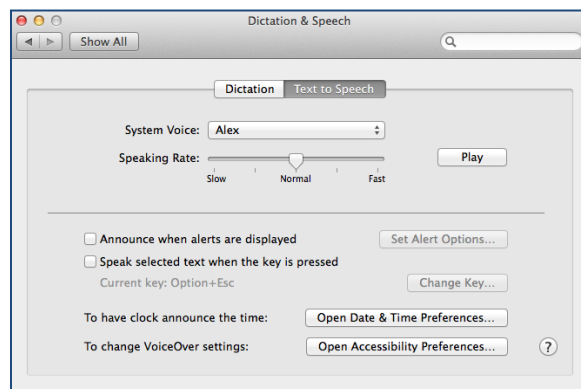 Dictation & Speech
Show All
Dictation Text to Speech
System Voice: Alex
Speaking Rate:
Play
Slow Normal Fast
Announce when alerts are displayed Set Alert Options...
Speak selected text when the key is pressed
Current key: Option+Esc Change Key...
To have clock announce the time: Open Date & Time Preferences...
To change VoiceOver settings: Open Accessibility Preferences... ?